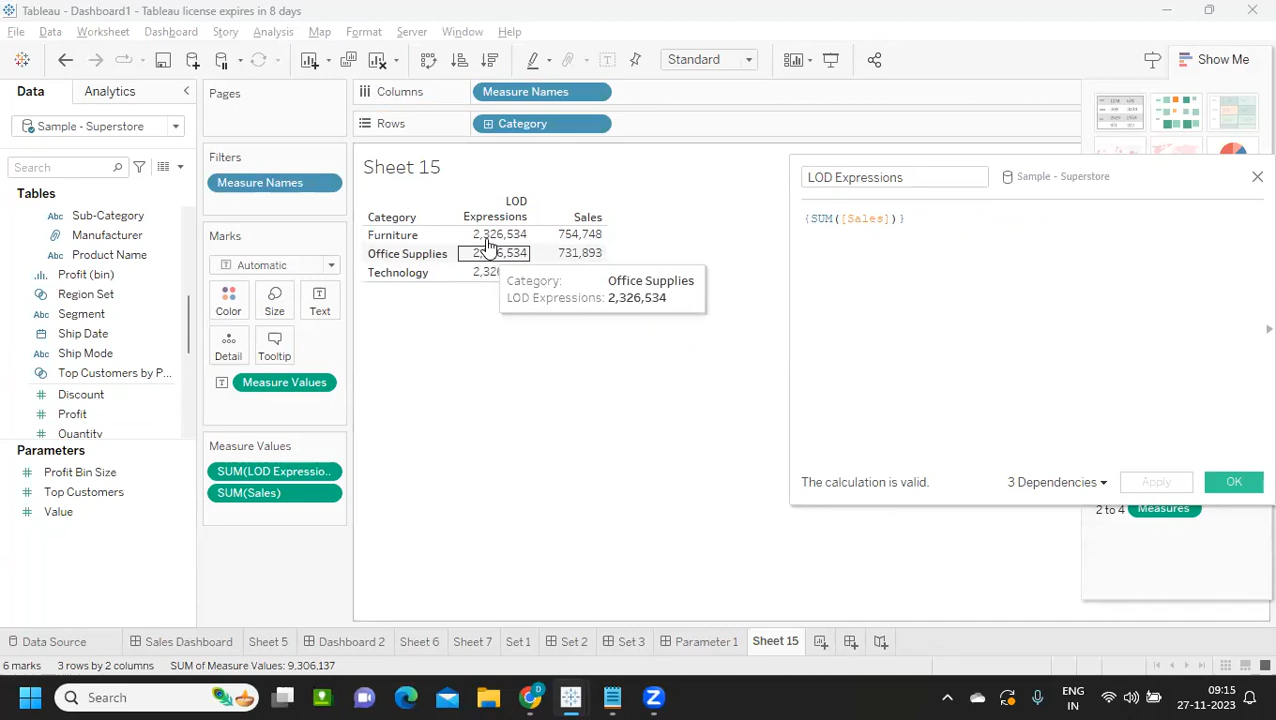 Tableau - Dashboard1 - Tableau license expires in 8 days
File Data Worksheet Dashboard Story Analysis Map Format Server Window Help
Standard
Show Me
Data
Analytics
Pages
Columns
Measure Names
Sample - Superstore
Rows
Category
Search
Filters
Measure Names
Tables
Abc Sub-Category
Manufacturer
Abc Product Name
Profit (bin)
Region Set
Abc Segment
Ship Date
Abc Ship Mode
Top Customers by P...
Discount
Profit
Quantity
Parameters
Profit Bin Size
Top Customers
Value
Marks
Automatic
Color
Size
Text
Detail
Tooltip
Measure Values
Measure Values
SUM(LOD Expressio..
SUM(Sales)
Sheet 15
Category
LOD
Expressions
Sales
Furniture 2,326,534 754,748
Office Supplies 731,893
Technology
Category: Office Supplies
LOD Expressions: 2,326,534
LOD Expressions
Sample - Superstore
{SUM([Sales])}
The calculation is valid.
3 Dependencies
Apply
OK
2 to 4 Measures
Data Source
Sales Dashboard
Sheet 5
Dashboard 2
Sheet 6
Sheet 7
Set 1
Set 2
Set 3
Parameter 1
Sheet 15
6 marks
3 rows by 2 columns
SUM of Measure Values: 9,306,137
Search
ENG
IN
09:15
27-11-2023